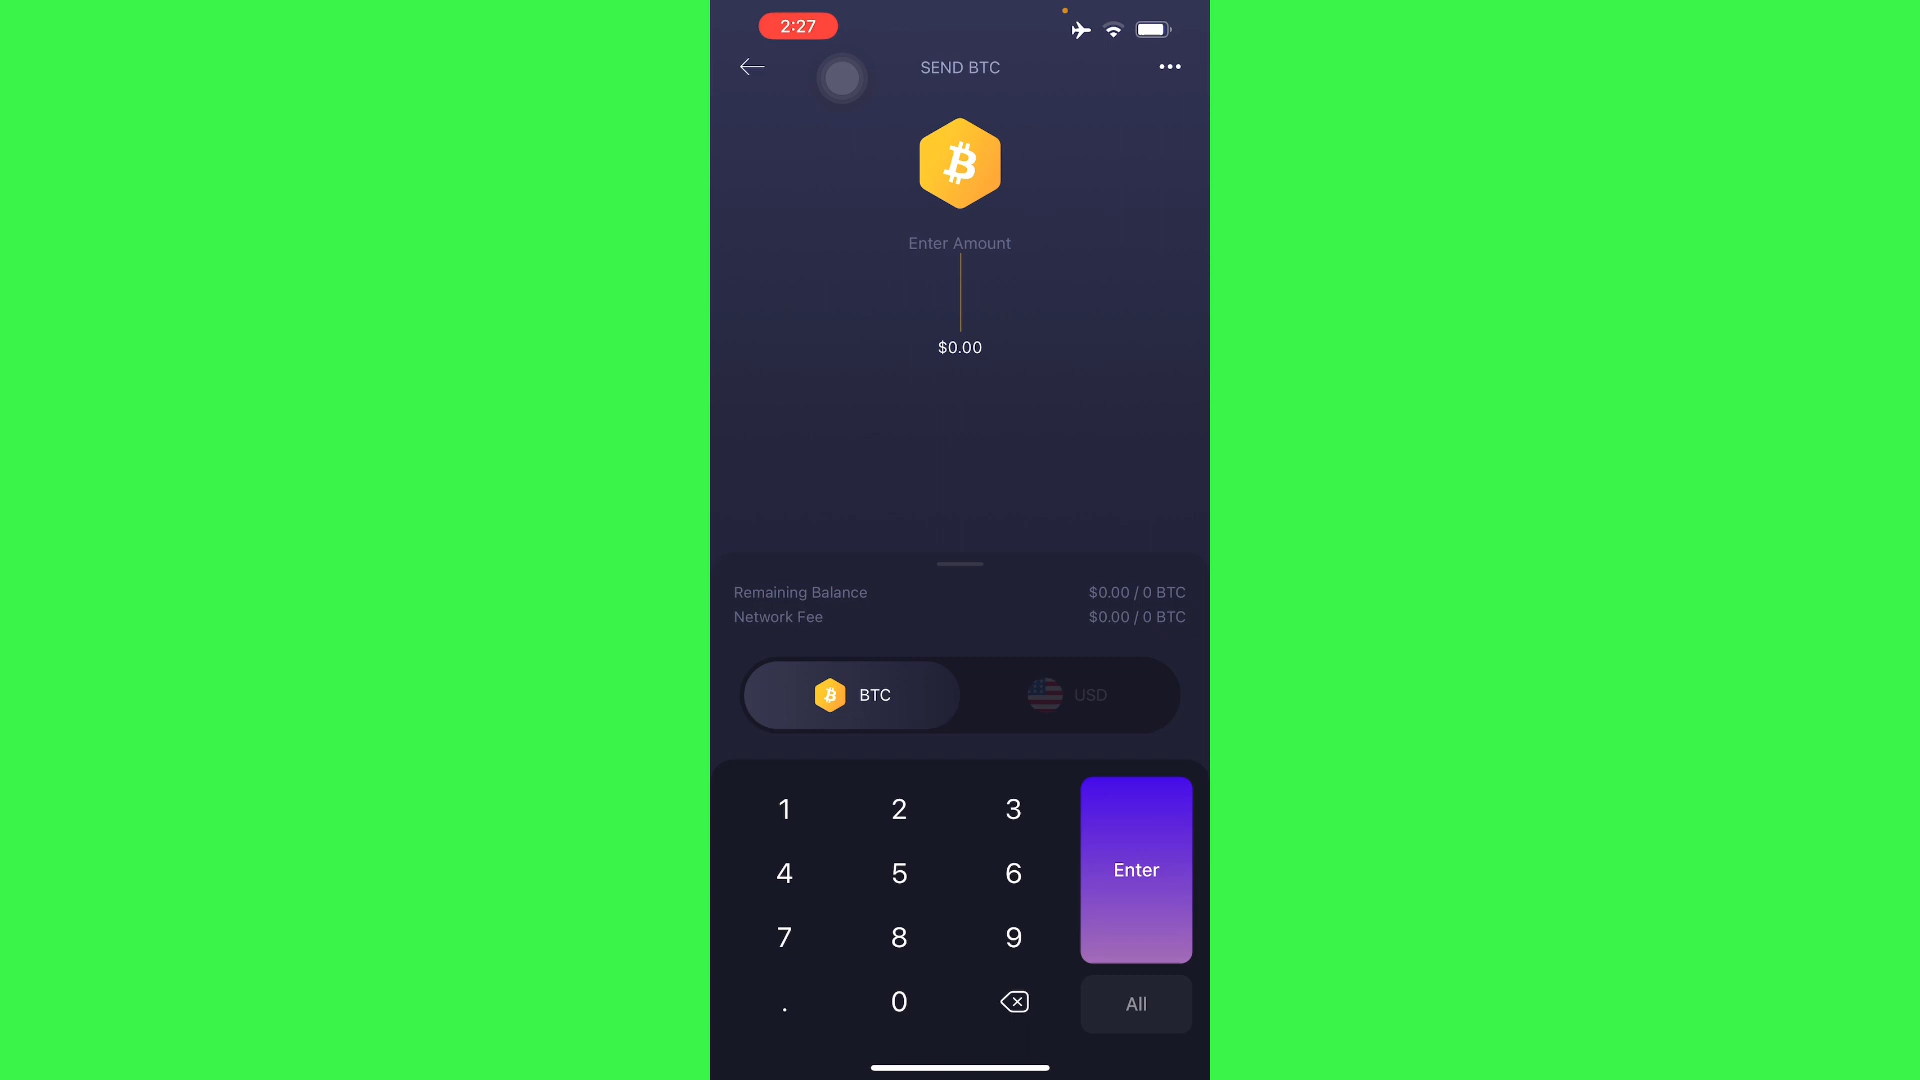 2:27
SEND BTC
Enter Amount
$0.00
Remaining Balance $0.00 / 0 BTC
Network Fee $0.00 / 0 BTC
BTC USD
1 2 3
Enter
4 5 6
7 8 9
. 0
All